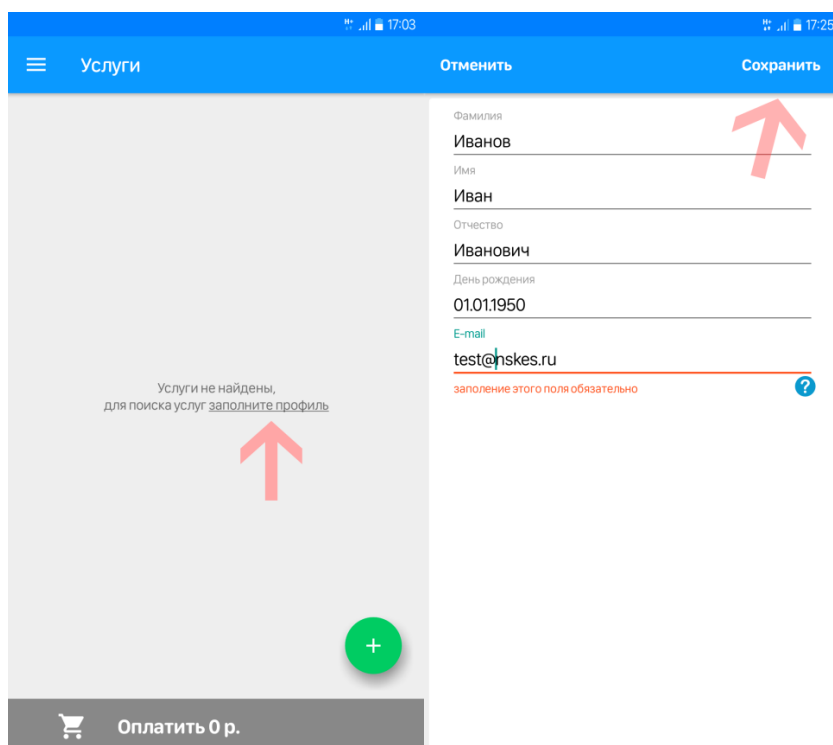 17:03
Услуги
Услуги не найдены,
для поиска услуг заполните профиль
+
Оплатить 0 р.
17:25
Отменить
Сохранить
Фамилия
Иванов
Имя
Иван
Отчество
Иванович
День рождения
01.01.1950
E-mail
test@nskes.ru
заполение этого поля обязательно
?